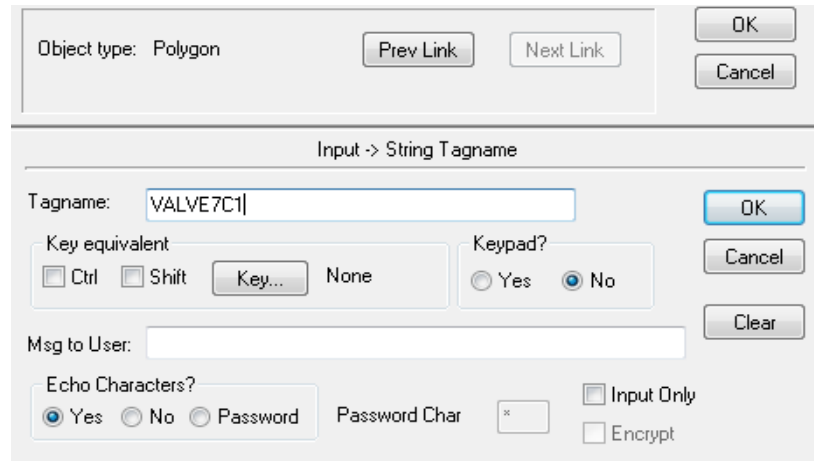 OK
Object type: Polygon Prev Link Next Link
Cancel
Input -> String Tagname
Tagname: VALVE7C1
OK
Key equivalent Keypad?
Cancel
Ctrl Shift Key... None Yes No
Clear
Msg to User:
Echo Characters?
Input Only
Yes No Password Password Char *
Encrypt